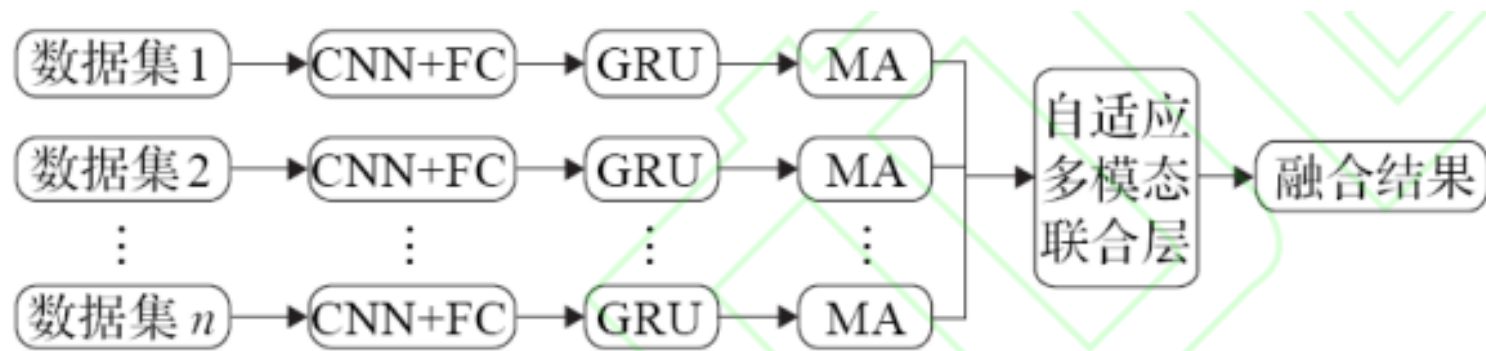 数据集 1 CNN+FC GRU MA
数据集 2 CNN+FC GRU MA
自适应
多模态
联合层
融合结果
⋮ ⋮ ⋮ ⋮
数据集 n CNN+FC GRU MA